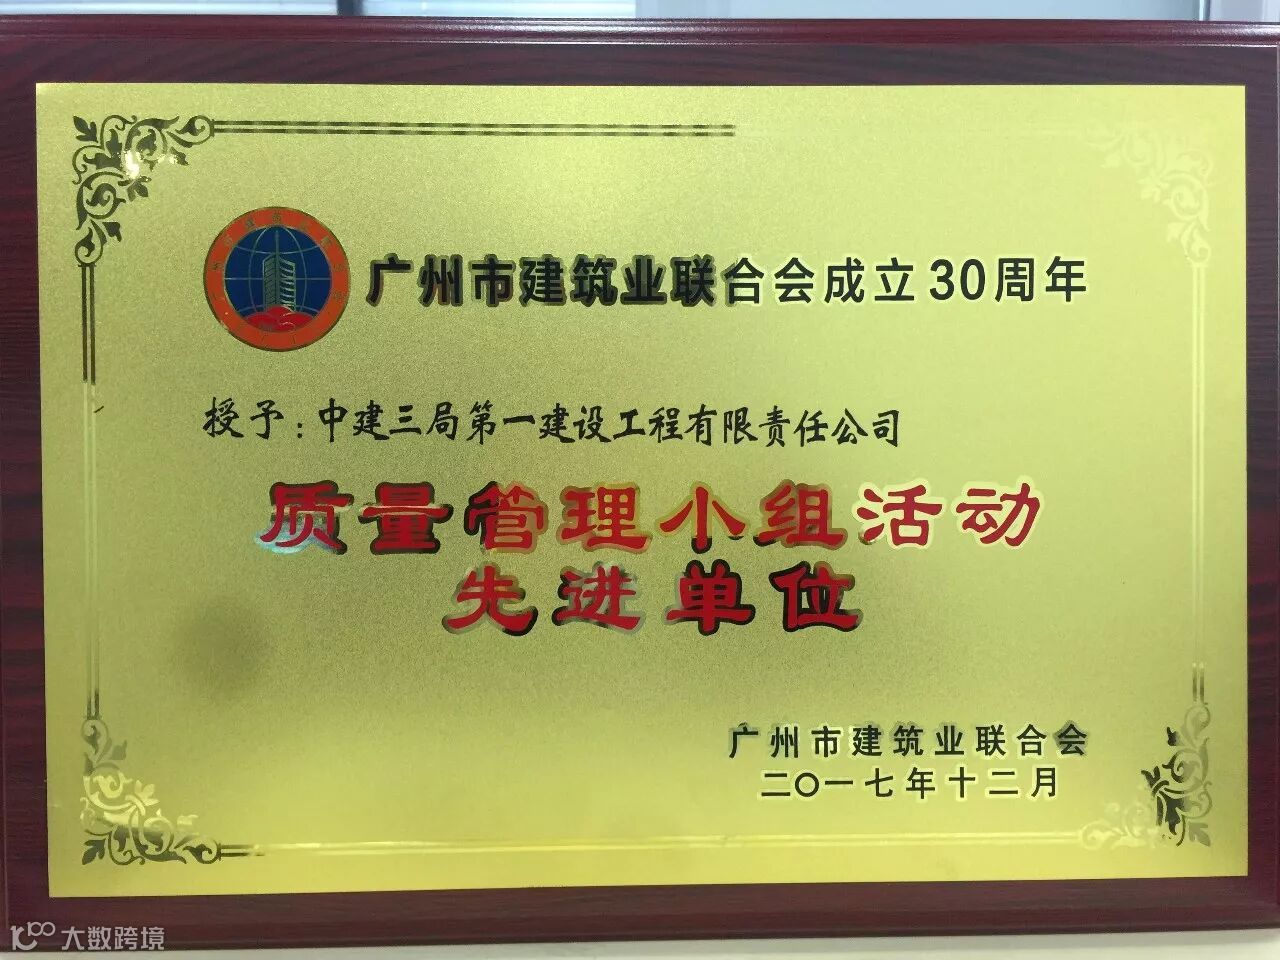 广州市建筑业联合会成立30周年
授予:中建三局第一建设工程有限责任公司
质量管理小组活动
先进单位
广州市建筑业联合会
二〇一七年十二月
大数跨境